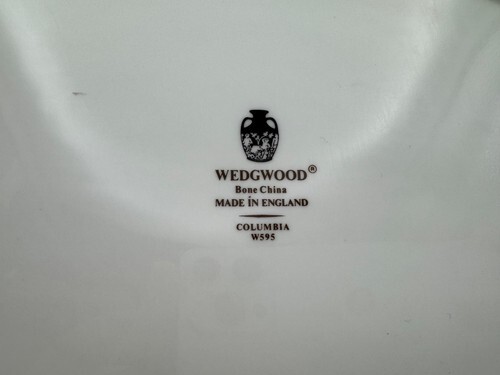 WEDGWOOD®
Bone China
MADE IN ENGLAND
COLUMBIA
W595